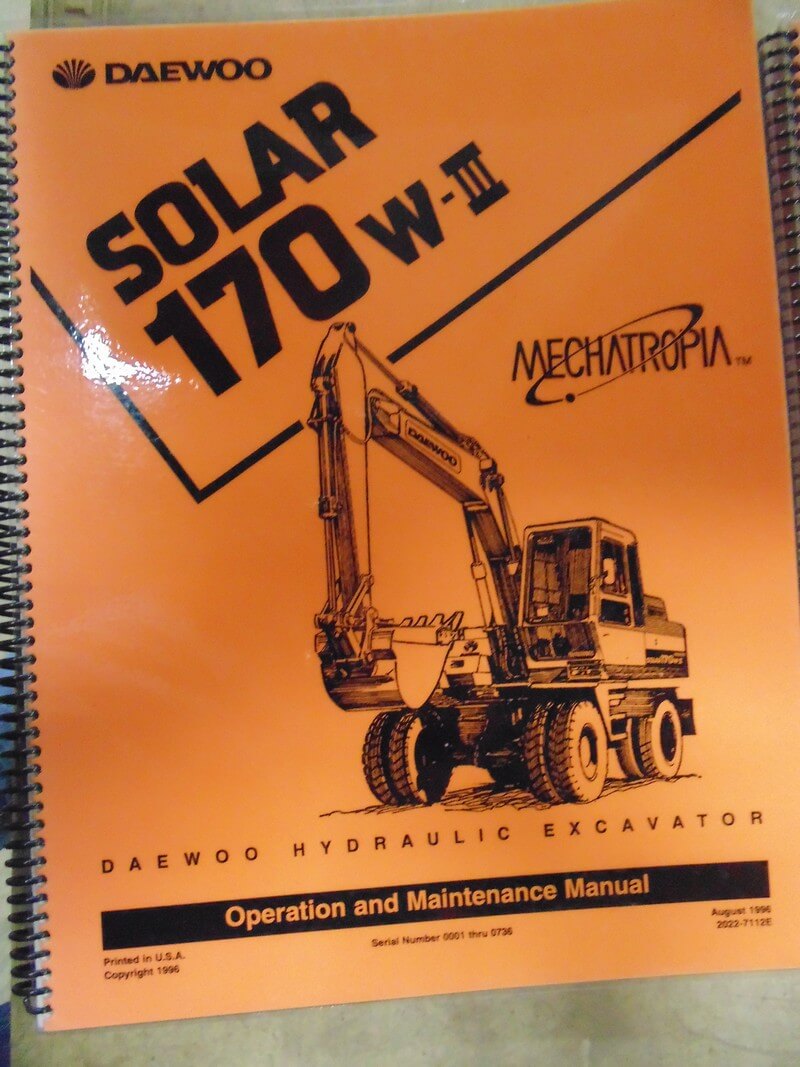 DAEWOO
SOLAR
170 W-III
MECHATROPIA™
DAEWOO
DAEWOO HYDRAULIC EXCAVATOR
Operation and Maintenance Manual
Printed in U.S.A.
Copyright 1996
Serial Number 0001 thru 0736
August 1996
2022-7112E